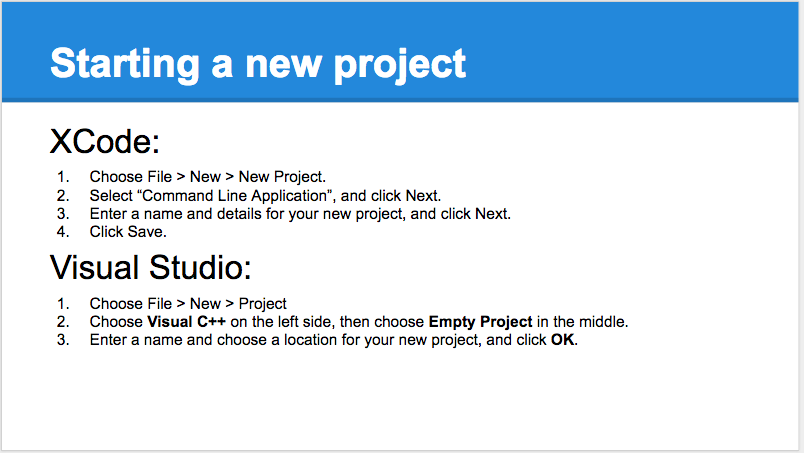 Starting a new project
XCode:
1. Choose File > New > New Project.
2. Select “Command Line Application”, and click Next.
3. Enter a name and details for your new project, and click Next.
4. Click Save.
Visual Studio:
1. Choose File > New > Project
2. Choose Visual C++ on the left side, then choose Empty Project in the middle.
3. Enter a name and choose a location for your new project, and click OK.